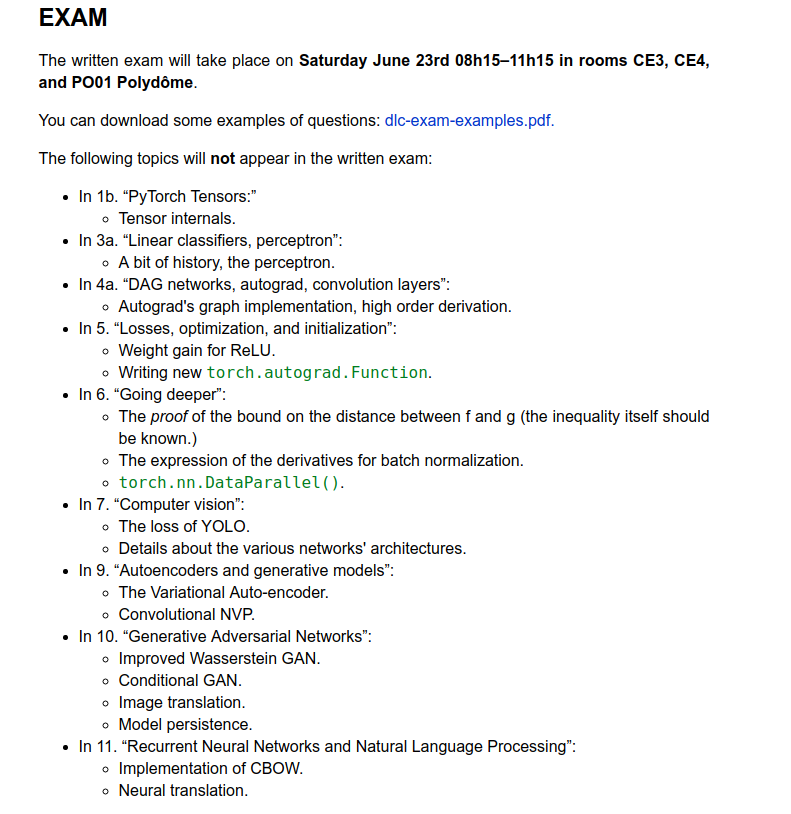 EXAM
The written exam will take place on Saturday June 23rd 08h15–11h15 in rooms CE3, CE4,
and PO01 Polydôme.
You can download some examples of questions: dlc-exam-examples.pdf.
The following topics will not appear in the written exam:
• In 1b. “PyTorch Tensors:”
◦ Tensor internals.
• In 3a. “Linear classifiers, perceptron”:
◦ A bit of history, the perceptron.
• In 4a. “DAG networks, autograd, convolution layers”:
◦ Autograd's graph implementation, high order derivation.
• In 5. “Losses, optimization, and initialization”:
◦ Weight gain for ReLU.
◦ Writing new torch.autograd.Function.
• In 6. “Going deeper”:
◦ The proof of the bound on the distance between f and g (the inequality itself should
be known.)
◦ The expression of the derivatives for batch normalization.
◦ torch.nn.DataParallel().
• In 7. “Computer vision”:
◦ The loss of YOLO.
◦ Details about the various networks' architectures.
• In 9. “Autoencoders and generative models”:
◦ The Variational Auto-encoder.
◦ Convolutional NVP.
• In 10. “Generative Adversarial Networks”:
◦ Improved Wasserstein GAN.
◦ Conditional GAN.
◦ Image translation.
◦ Model persistence.
• In 11. “Recurrent Neural Networks and Natural Language Processing”:
◦ Implementation of CBOW.
◦ Neural translation.